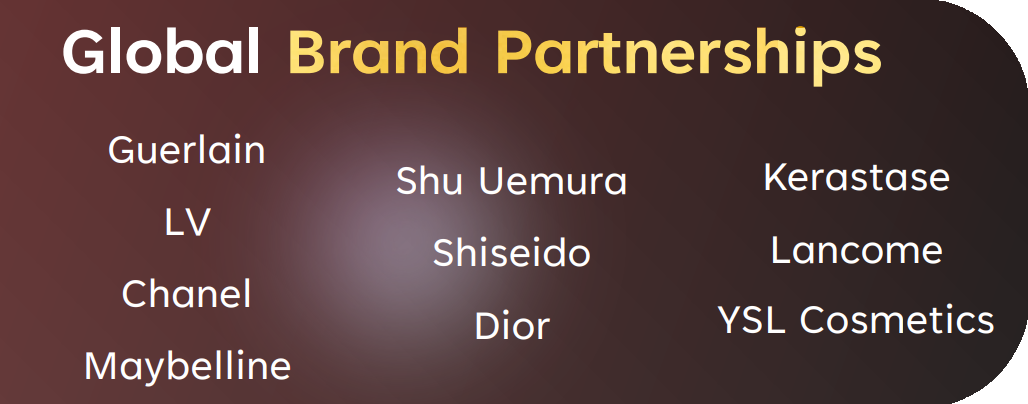 Global Brand Partnerships
Guerlain
LV
Chanel
Maybelline
Shu Uemura
Shiseido
Dior
Kerastase
Lancome
YSL Cosmetics